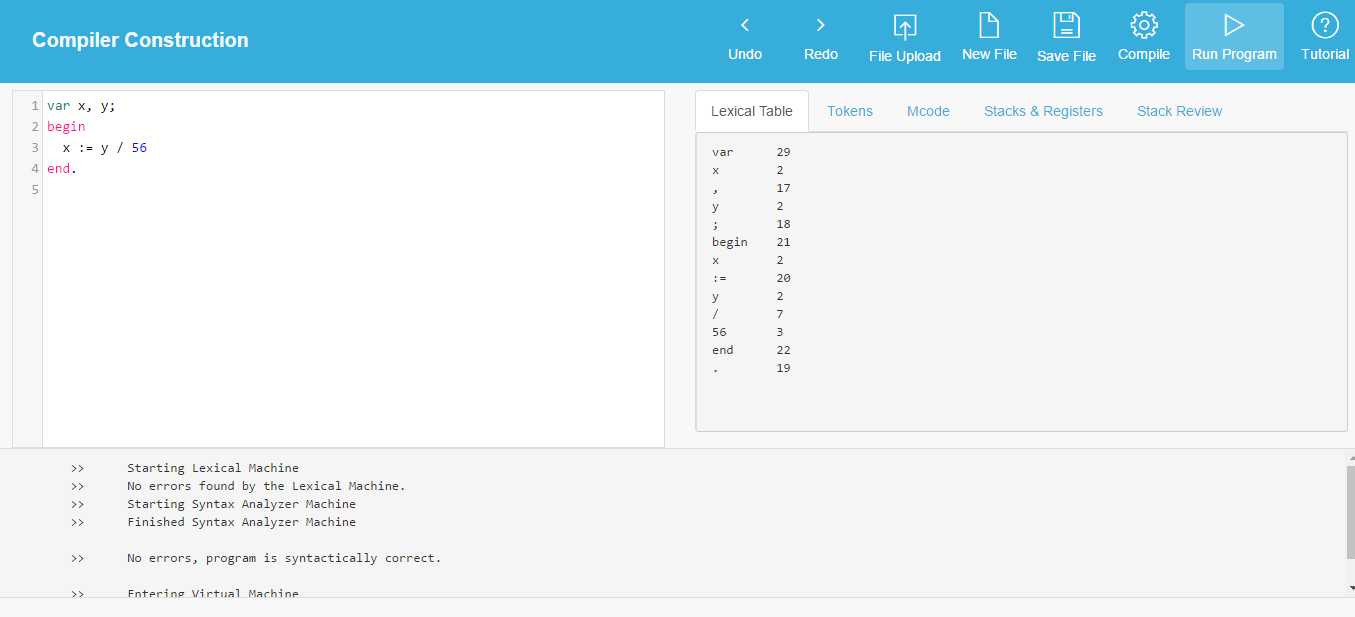 Compiler Construction
Undo Redo File Upload New File Save File Compile Run Program Tutorial
1 var x, y;
2 begin
3   x := y / 56
4 end.
5
Lexical Table Tokens Mcode Stacks & Registers Stack Review
var 29
x 2
, 17
y 2
; 18
begin 21
x 2
:= 20
y 2
/ 7
56 3
end 22
. 19
>> Starting Lexical Machine
>> No errors found by the Lexical Machine.
>> Starting Syntax Analyzer Machine
>> Finished Syntax Analyzer Machine
>> No errors, program is syntactically correct.
>> Entering Virtual Machine